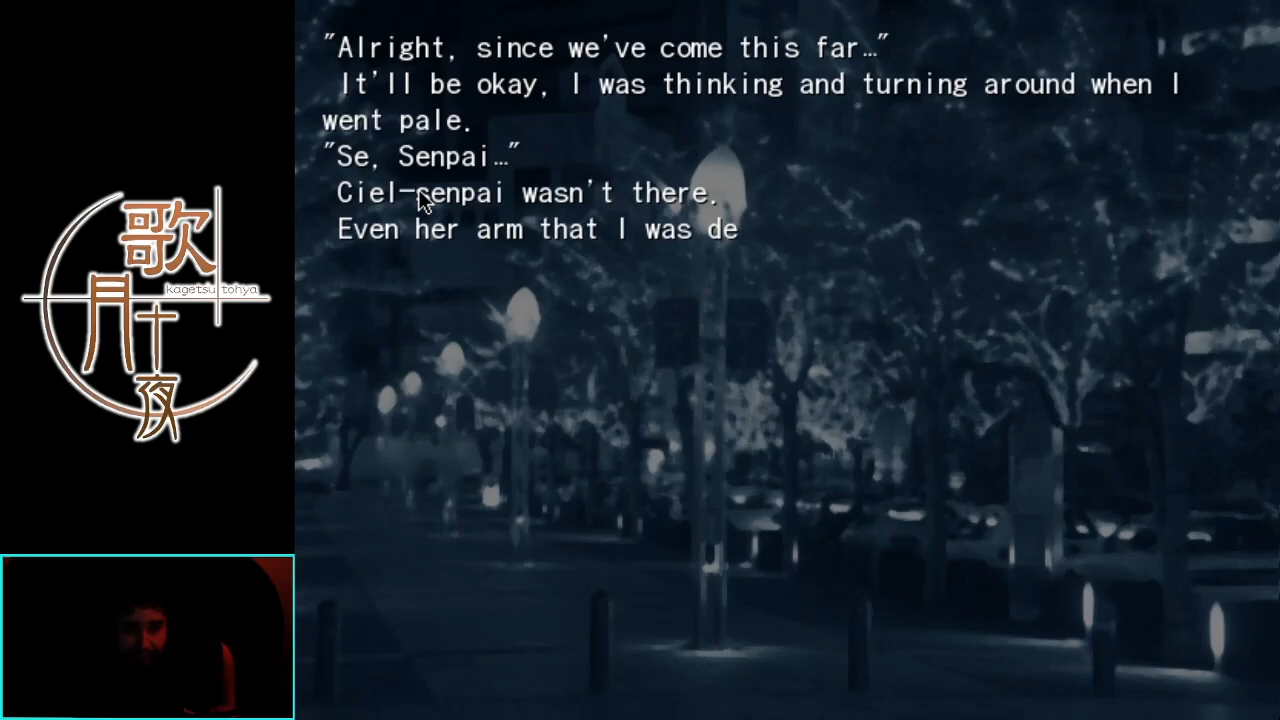 "Alright, since we've come this far…"
It'll be okay, I was thinking and turning around when I
went pale.
"Se, Senpai…"
Ciel-senpai wasn't there.
Even her arm that I was de
歌
月
十
夜
kagetsu tohya